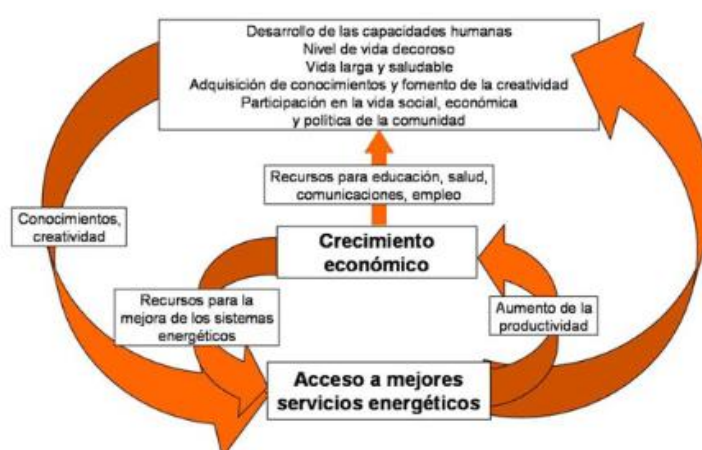 Desarrollo de las capacidades humanas
Nivel de vida decoroso
Vida larga y saludable
Adquisición de conocimientos y fomento de la creatividad
Participación en la vida social, económica
y política de la comunidad
Recursos para educación, salud,
comunicaciones, empleo
Conocimientos,
creatividad
Crecimiento
económico
Recursos para la
mejora de los sistemas
energéticos
Aumento de la
productividad
Acceso a mejores
servicios energéticos